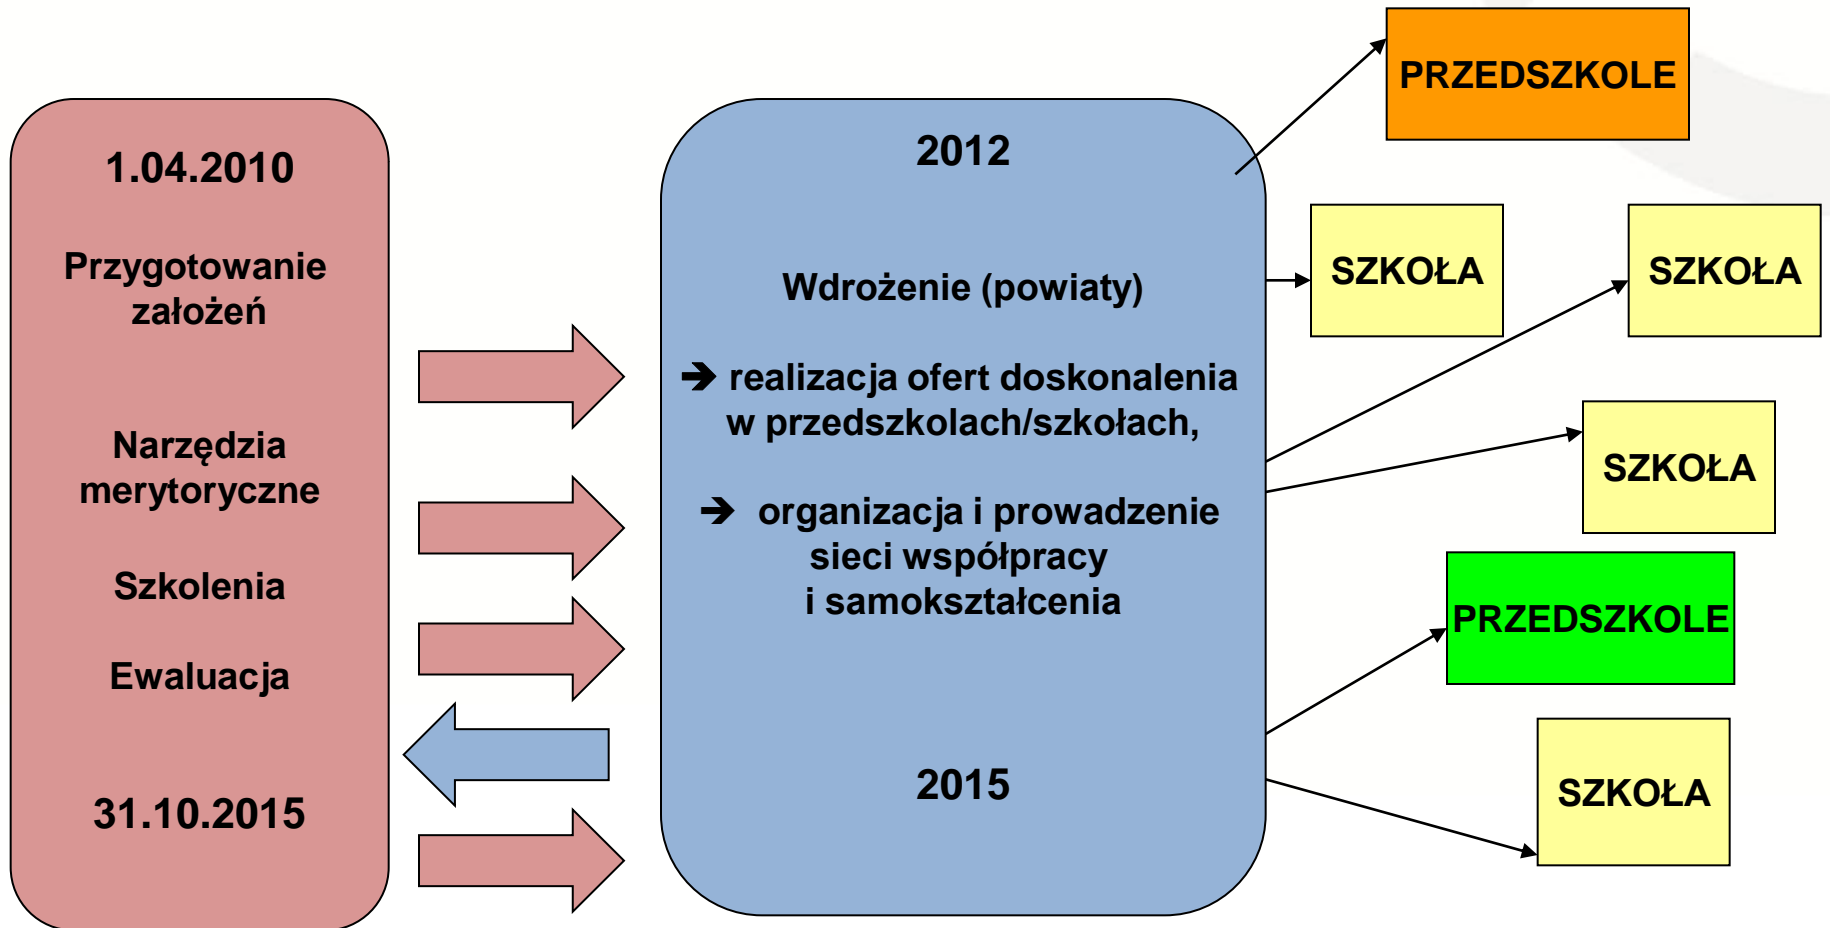 1.04.2010
Przygotowanie
założeń
Narzędzia
merytoryczne
Szkolenia
Ewaluacja
31.10.2015
2012
Wdrożenie (powiaty)
➔ realizacja ofert doskonalenia
w przedszkolach/szkołach,
➔ organizacja i prowadzenie
sieci współpracy
i samokształcenia
2015
PRZEDSZKOLE
SZKOŁA
SZKOŁA
SZKOŁA
PRZEDSZKOLE
SZKOŁA